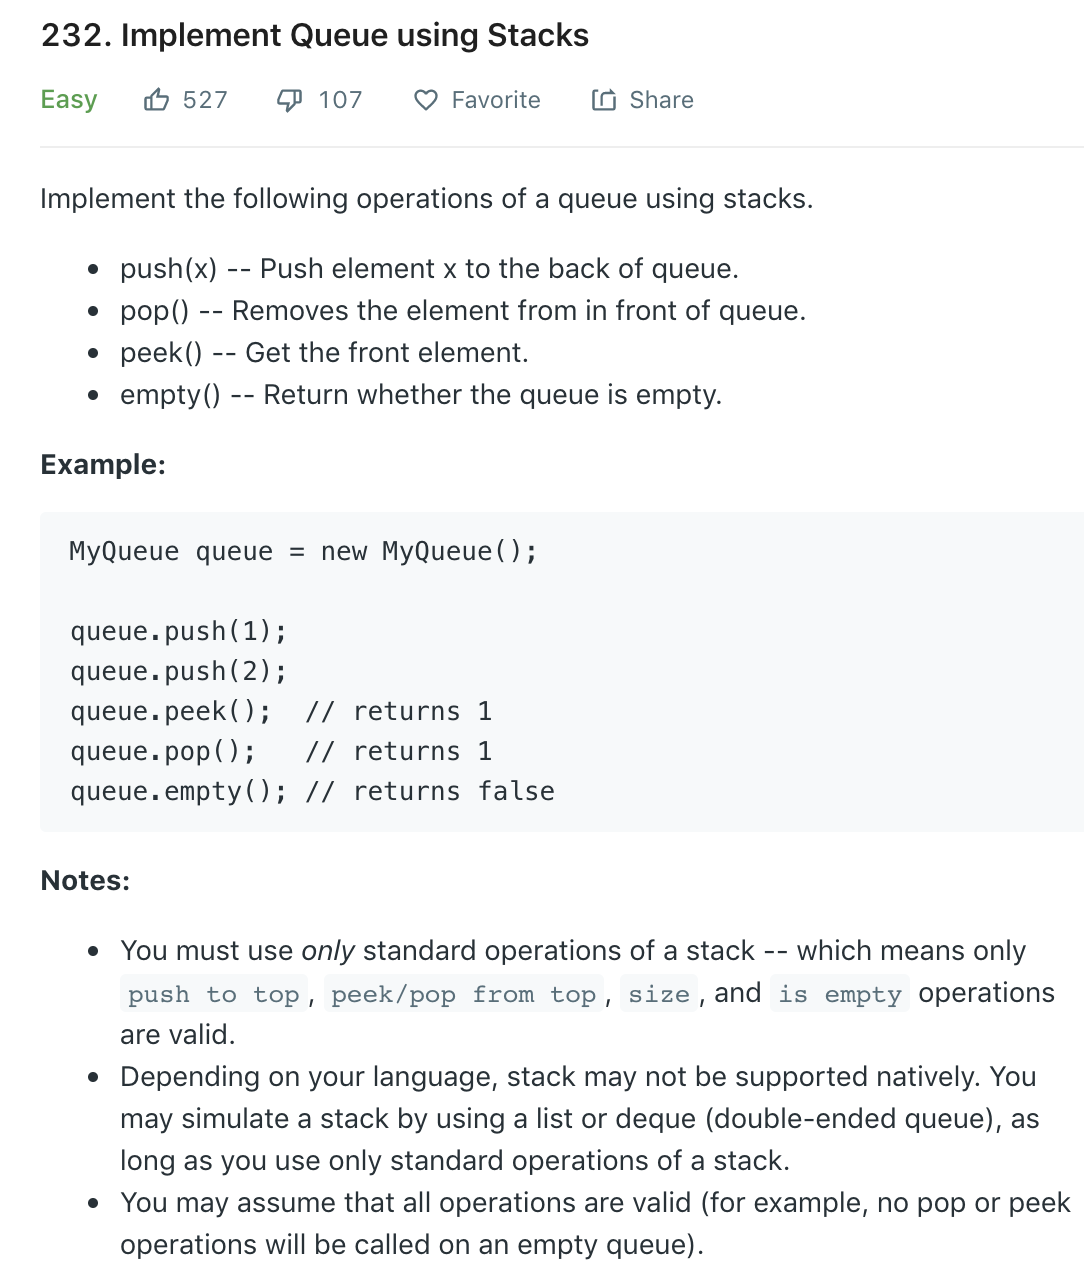 232. Implement Queue using Stacks
Easy 527 107 Favorite Share
Implement the following operations of a queue using stacks.
push(x) -- Push element x to the back of queue.
pop() -- Removes the element from in front of queue.
peek() -- Get the front element.
empty() -- Return whether the queue is empty.
Example:
MyQueue queue = new MyQueue();
queue.push(1);
queue.push(2);
queue.peek();  // returns 1
queue.pop();   // returns 1
queue.empty(); // returns false
Notes:
You must use only standard operations of a stack -- which means only
push to top, peek/pop from top, size, and is empty operations
are valid.
Depending on your language, stack may not be supported natively. You
may simulate a stack by using a list or deque (double-ended queue), as
long as you use only standard operations of a stack.
You may assume that all operations are valid (for example, no pop or peek
operations will be called on an empty queue).